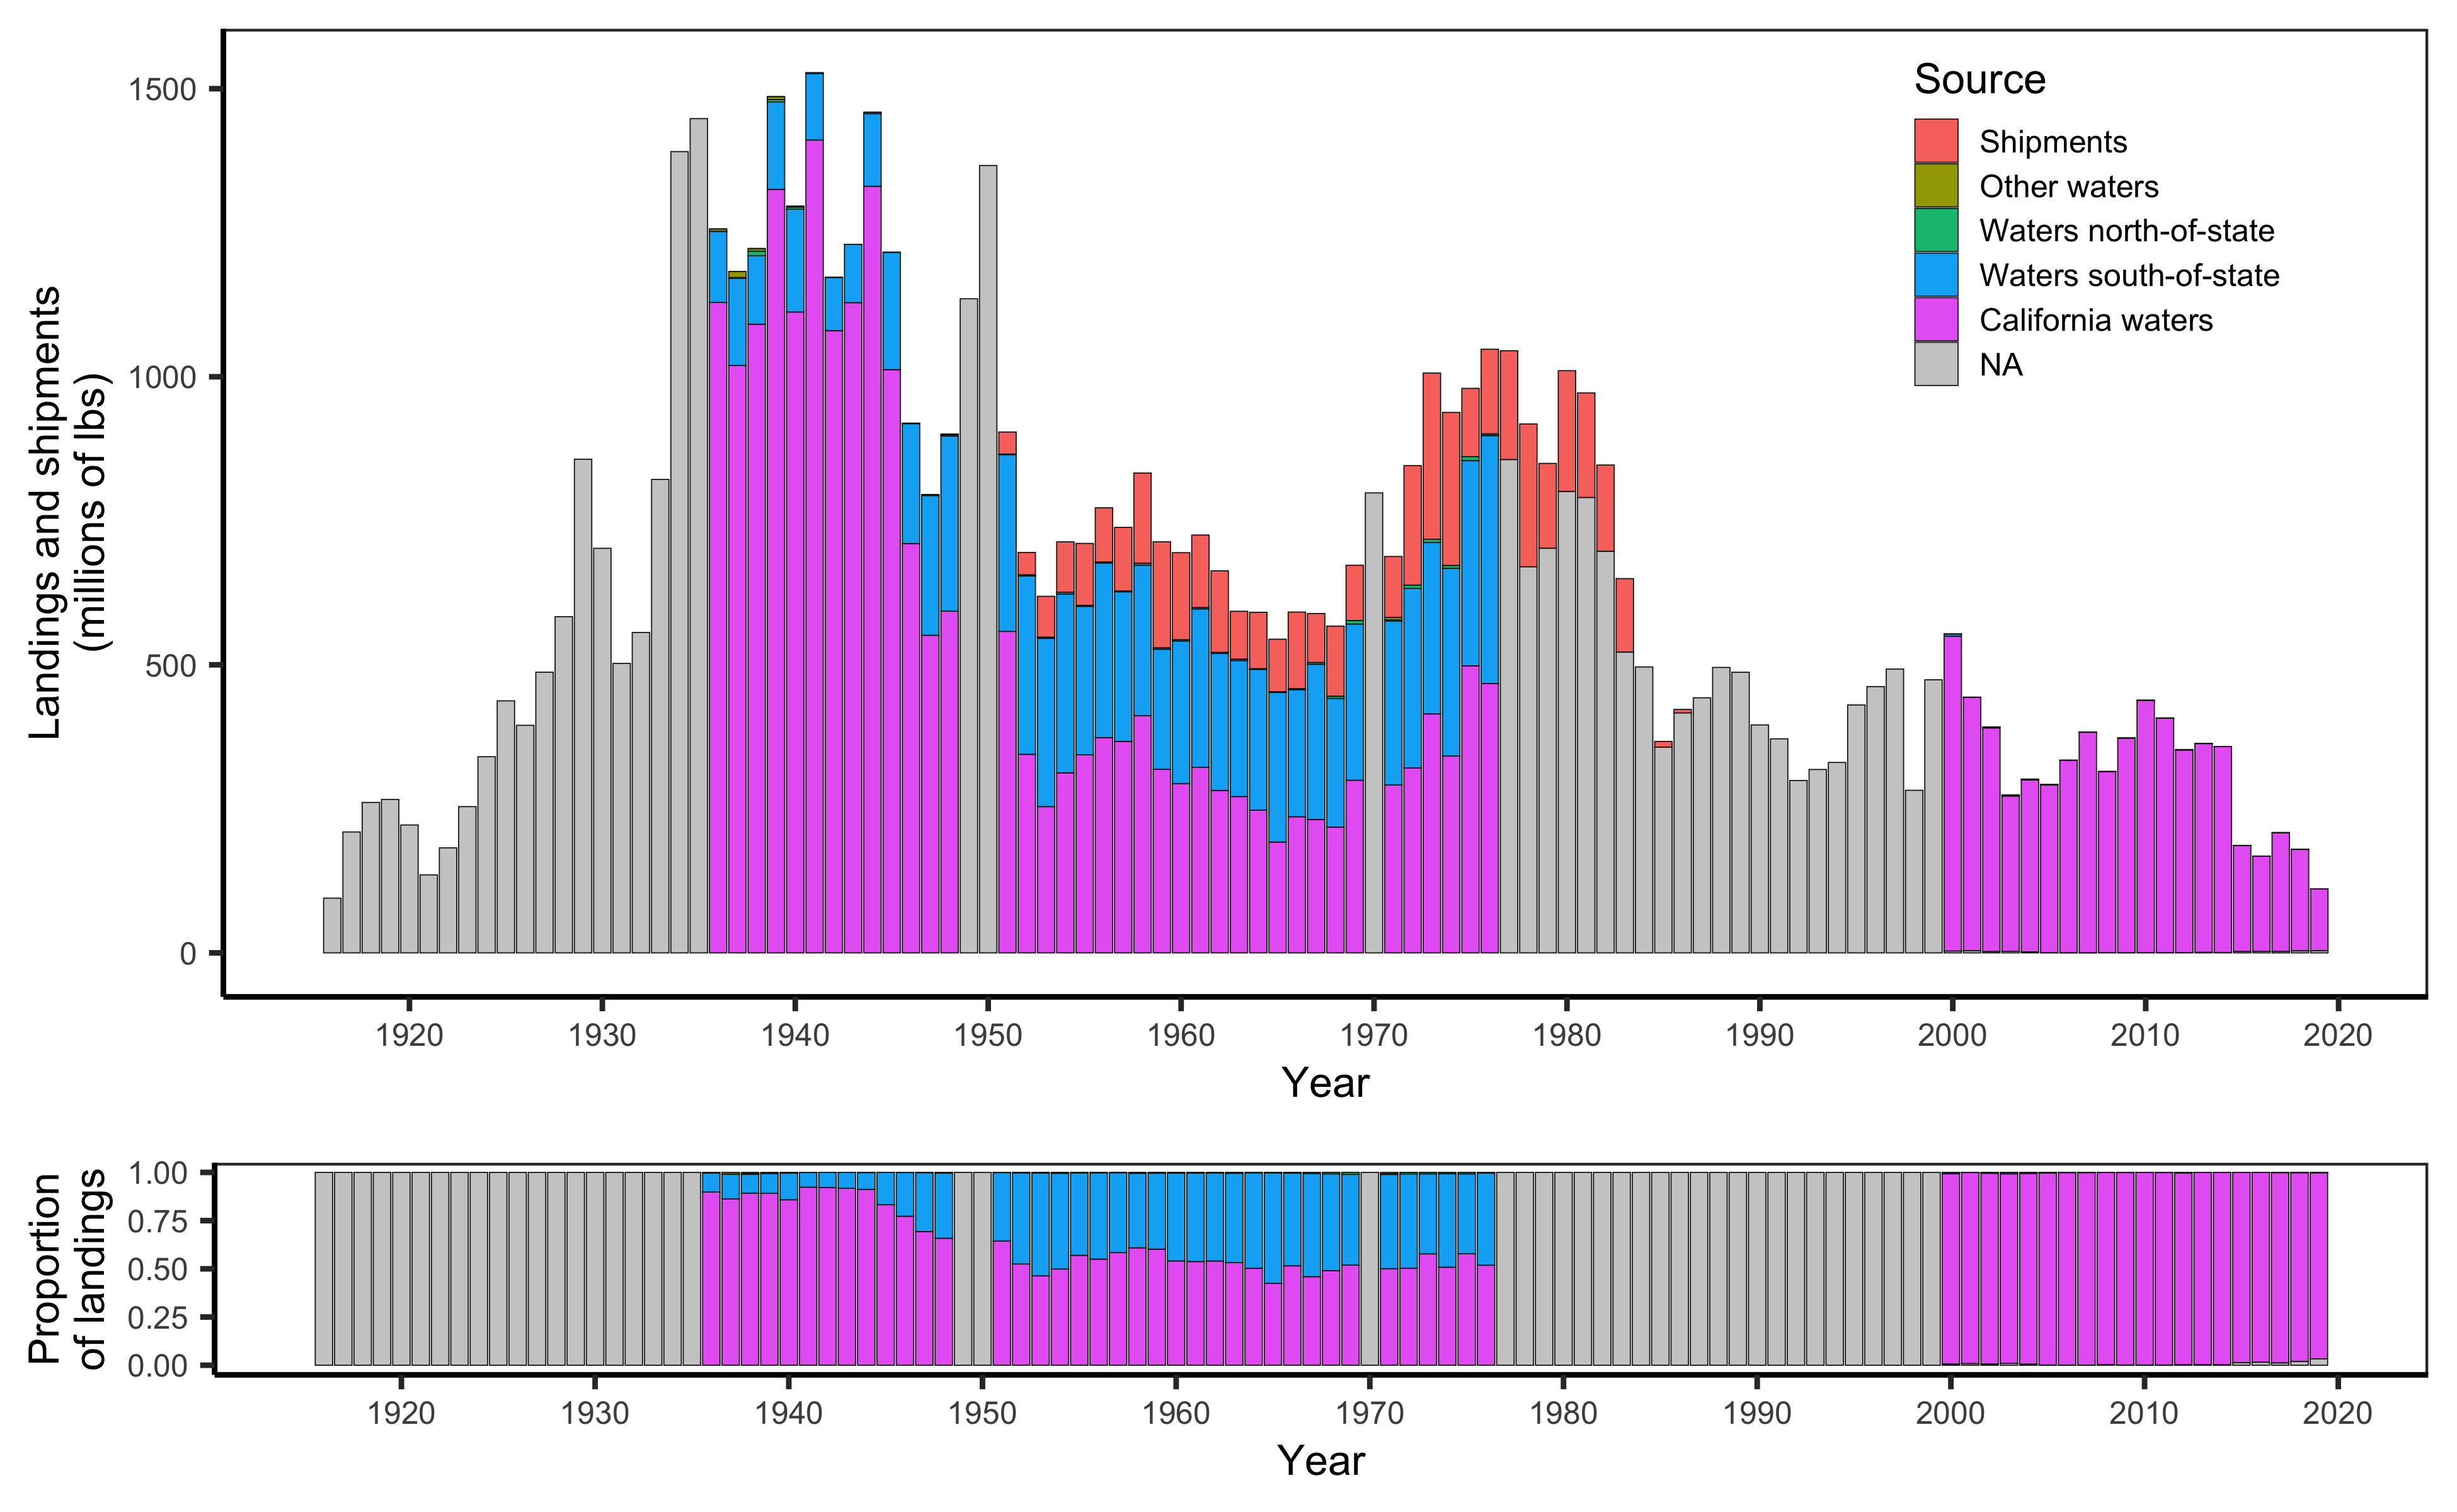 Landings and shipments
(millions of lbs)
1500
1000
500
0
Source
Shipments
Other waters
Waters north-of-state
Waters south-of-state
California waters
NA
1920 1930 1940 1950 1960 1970 1980 1990 2000 2010 2020
Year
Proportion
of landings
1.00
0.75
0.50
0.25
0.00
1920 1930 1940 1950 1960 1970 1980 1990 2000 2010 2020
Year